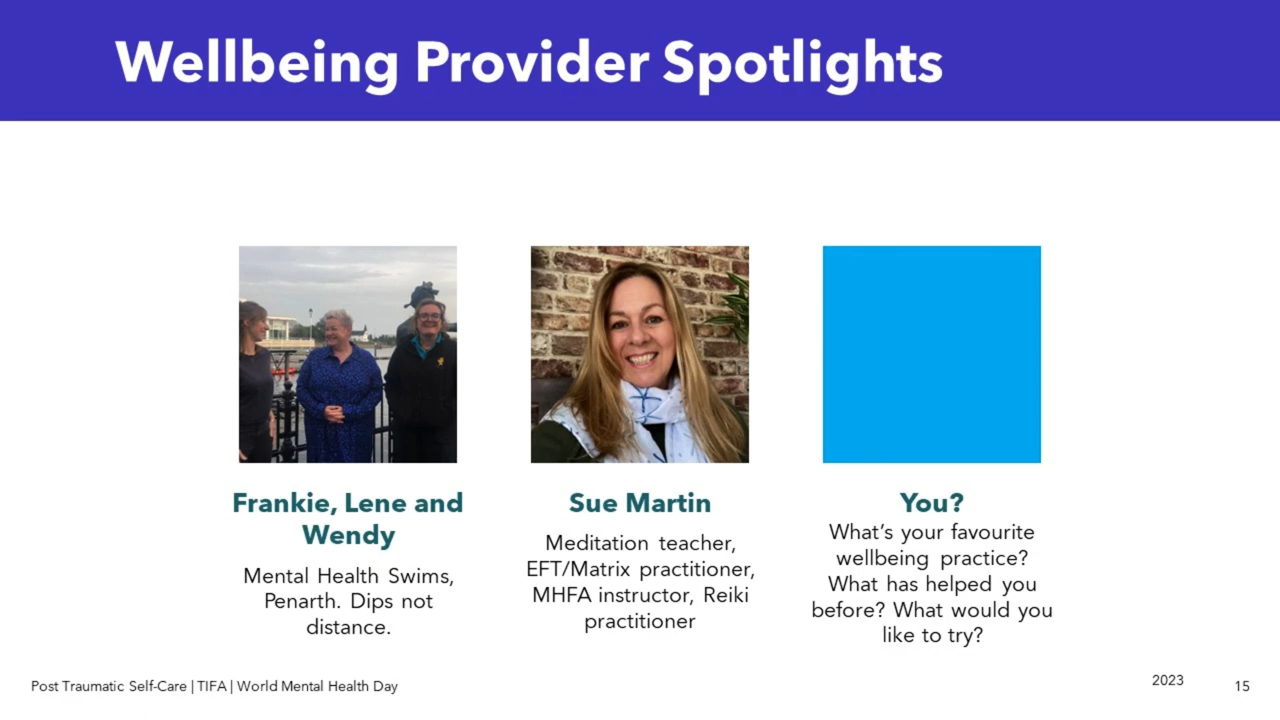 Wellbeing Provider Spotlights
Frankie, Lene and
Wendy
Mental Health Swims,
Penarth. Dips not
distance.
Sue Martin
Meditation teacher,
EFT/Matrix practitioner,
MHFA instructor, Reiki
practitioner
You?
What’s your favourite
wellbeing practice?
What has helped you
before? What would you
like to try?
Post Traumatic Self-Care | TIFA | World Mental Health Day
2023
15